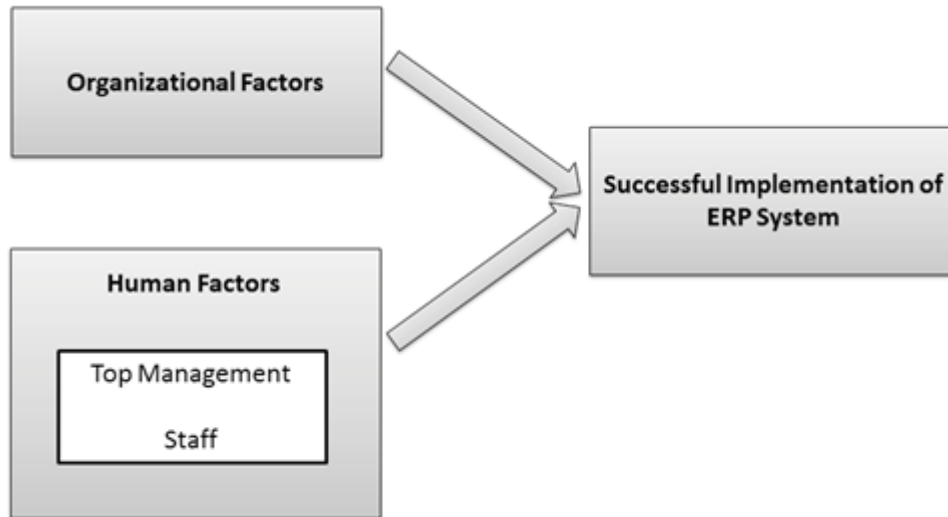 Organizational Factors
Successful Implementation of
ERP System
Human Factors
Top Management
Staff